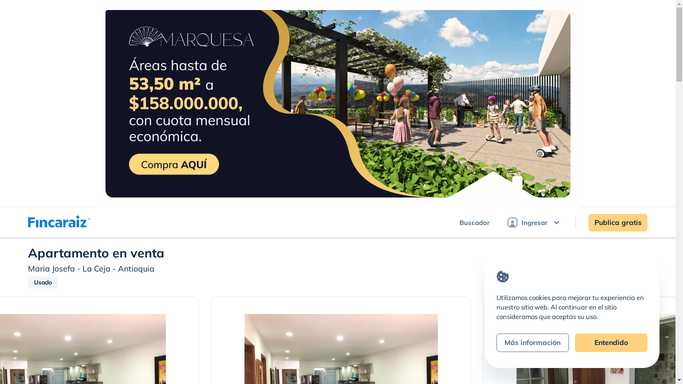 MARQUESA
Áreas hasta de
53,50 m² a
$158.000.000,
con cuota mensual
económica.
Compra AQUÍ
Fincaraiz
Buscador
Ingresar
Publica gratis
Apartamento en venta
Maria Josefa - La Ceja - Antioquia
Usado
Utilizamos cookies para mejorar tu experiencia en
nuestro sitio web. Al continuar en el sitio
consideramos que aceptas su uso.
Más información
Entendido